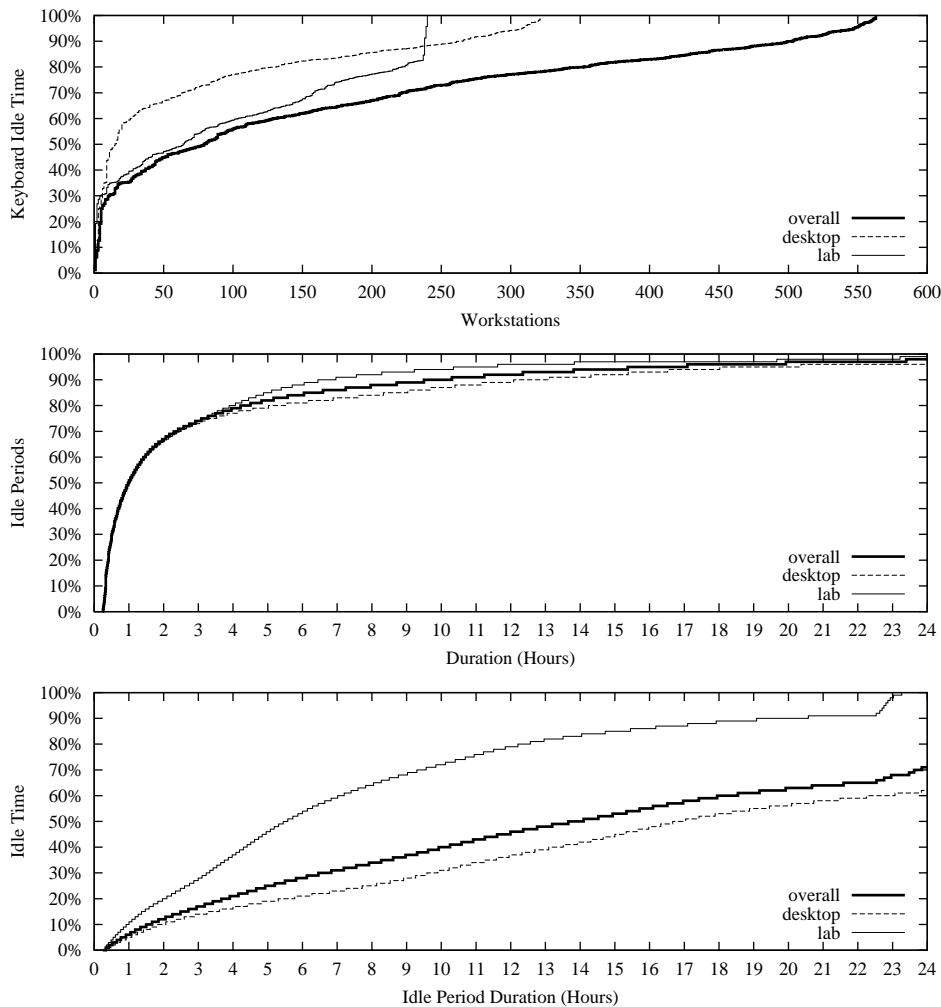 100%
90%
80%
70%
60%
50%
40%
30%
20%
10%
0%
Keyboard Idle Time
overall
desktop
lab
0 50 100 150 200 250 300 350 400 450 500 550 600
Workstations
100%
90%
80%
70%
60%
50%
40%
30%
20%
10%
0%
Idle Periods
overall
desktop
lab
0 1 2 3 4 5 6 7 8 9 10 11 12 13 14 15 16 17 18 19 20 21 22 23 24
Duration (Hours)
100%
90%
80%
70%
60%
50%
40%
30%
20%
10%
0%
Idle Time
overall
desktop
lab
0 1 2 3 4 5 6 7 8 9 10 11 12 13 14 15 16 17 18 19 20 21 22 23 24
Idle Period Duration (Hours)